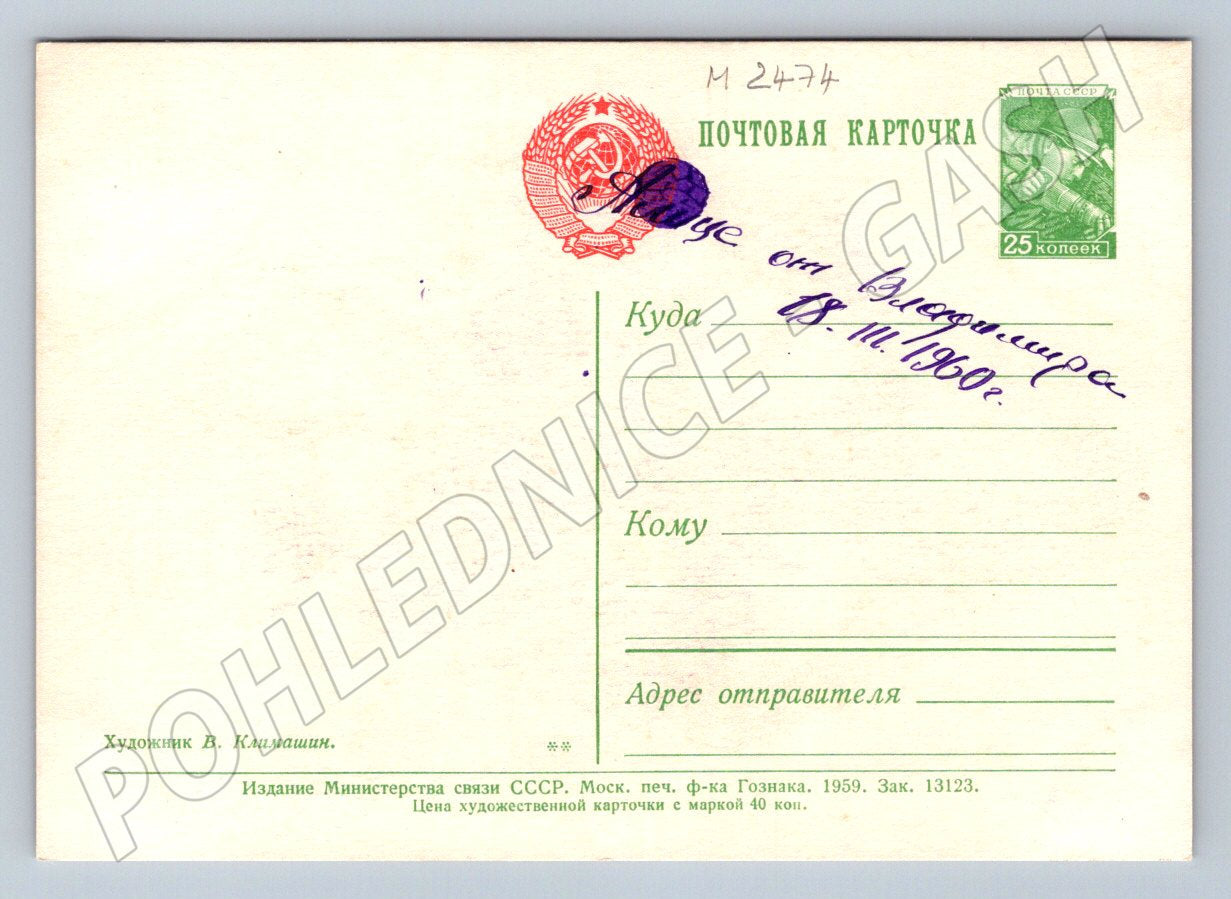 М 2474
ПОЧТА СССР
ПОЧТОВАЯ КАРТОЧКА
25 КОПЕЕК
от Владимира
18. III. 1960 г.
Куда
Кому
Адрес отправителя
Художник В. Климашин.
**
Издание Министерства связи СССР. Моск. печ. ф-ка Гознака. 1959. Зак. 13123.
Цена художественной карточки с маркой 40 коп.
POHLEDNICE - GASH